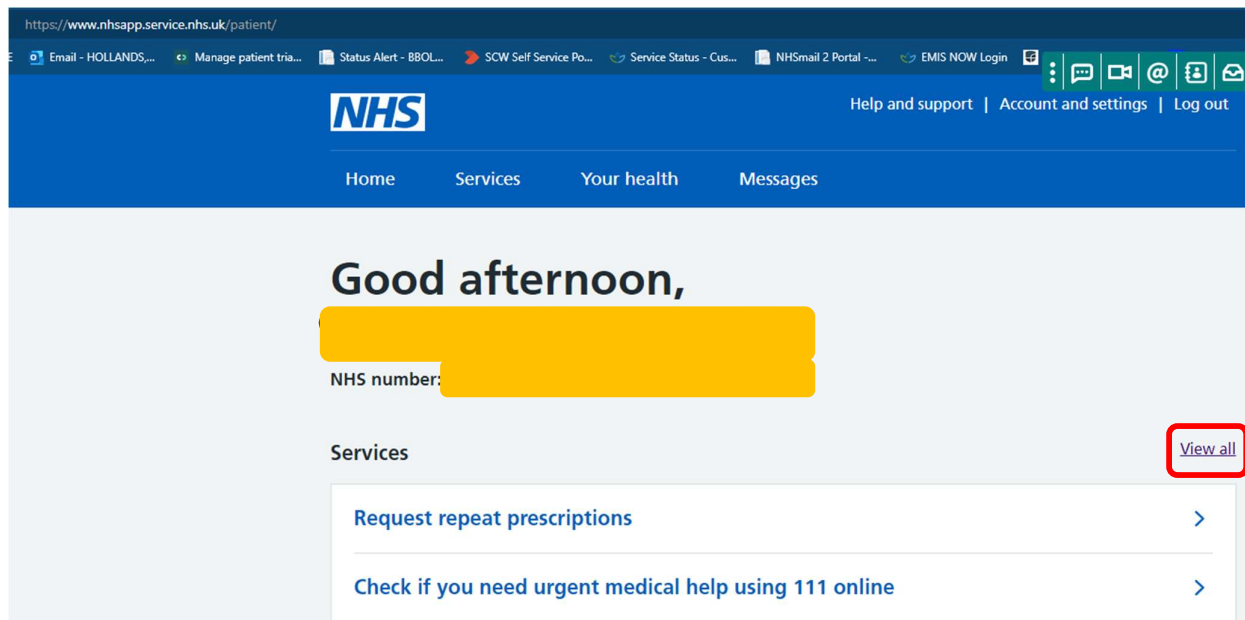 https://www.nhsapp.service.nhs.uk/patient/
E Email - HOLLANDS,... Manage patient tria... Status Alert - BBOL... SCW Self Service Po... Service Status - Cus... NHSmail 2 Portal -... EMIS NOW Login
NHS
Help and support | Account and settings | Log out
Home Services Your health Messages
Good afternoon,
NHS number:
Services View all
Request repeat prescriptions
Check if you need urgent medical help using 111 online